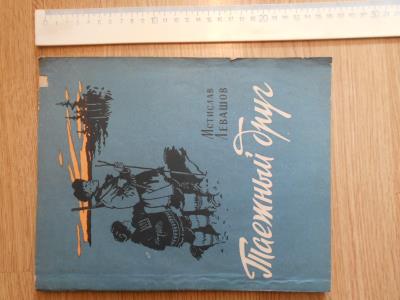 Мстислав
Левашов
Таежный друг